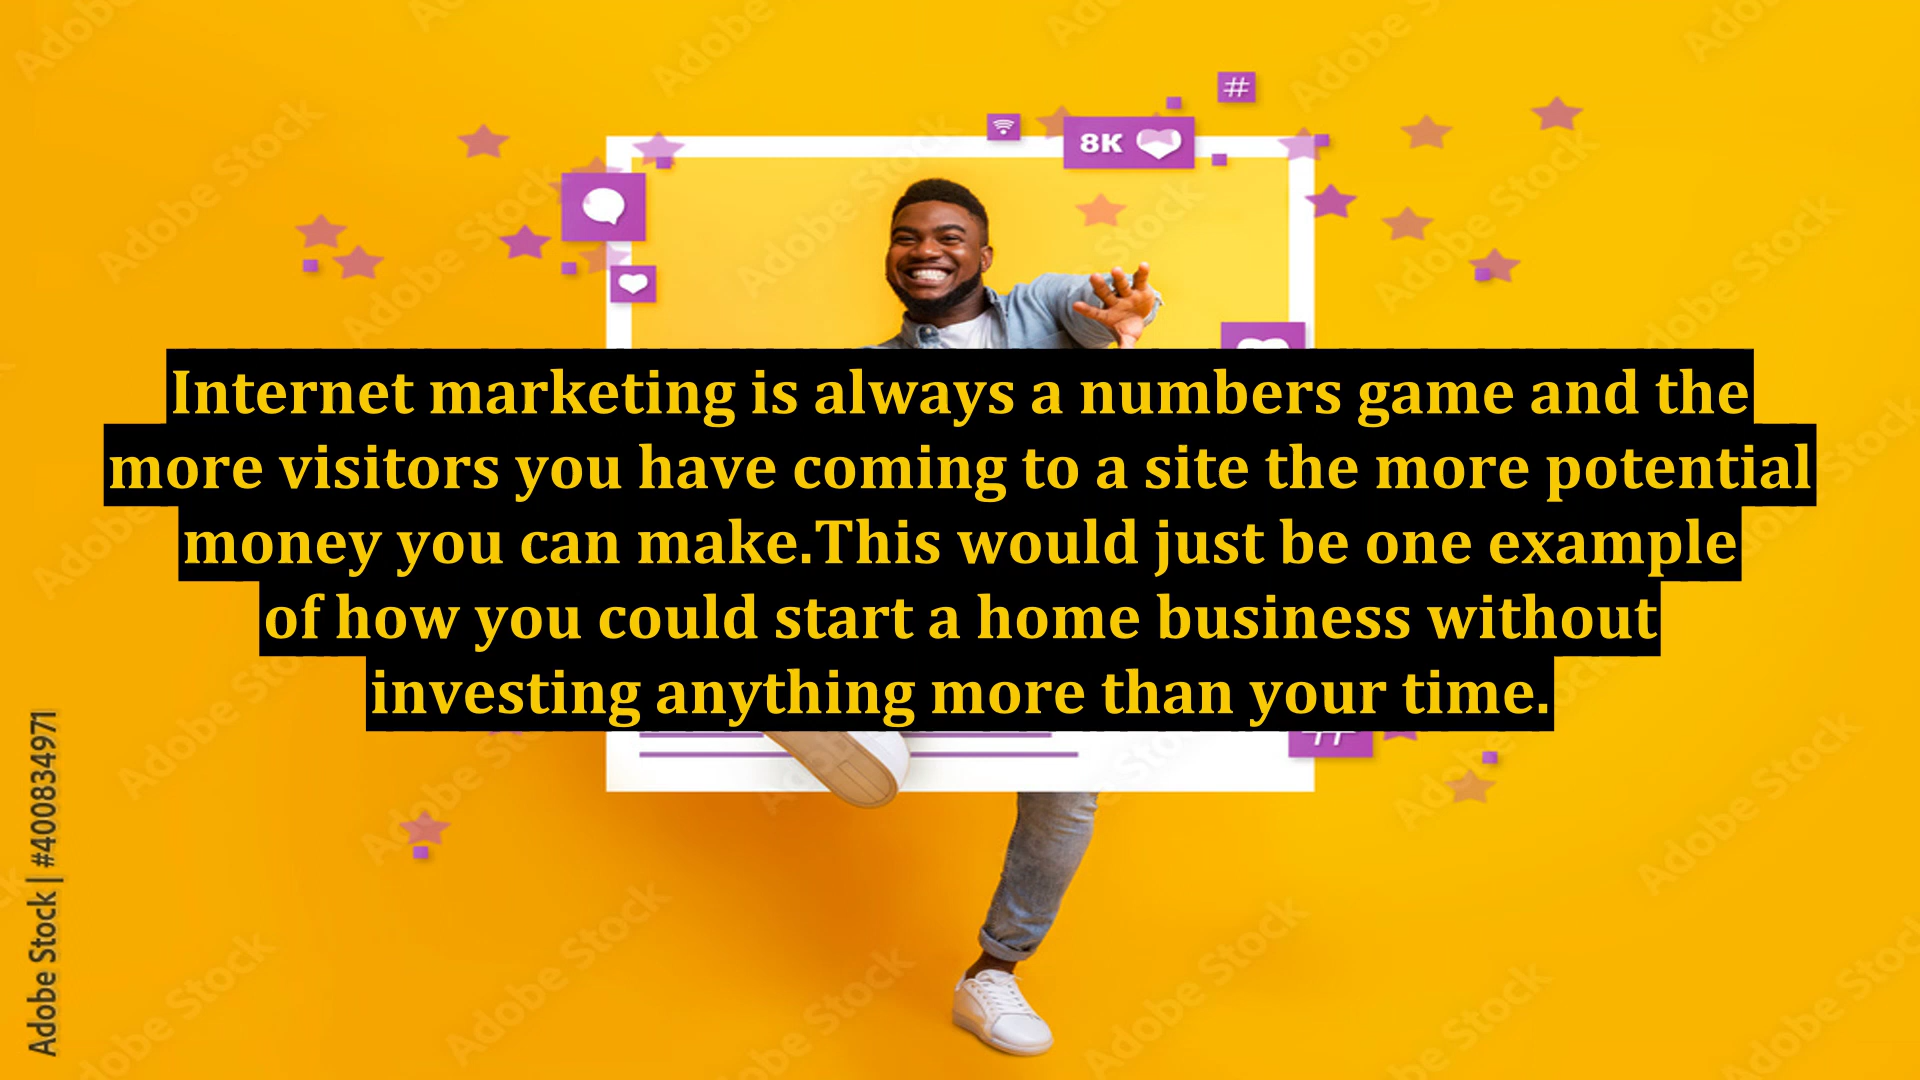 #
8K
Internet marketing is always a numbers game and the
more visitors you have coming to a site the more potential
money you can make.This would just be one example
of how you could start a home business without
investing anything more than your time.
#
Adobe Stock | #400834971
Adobe Stock